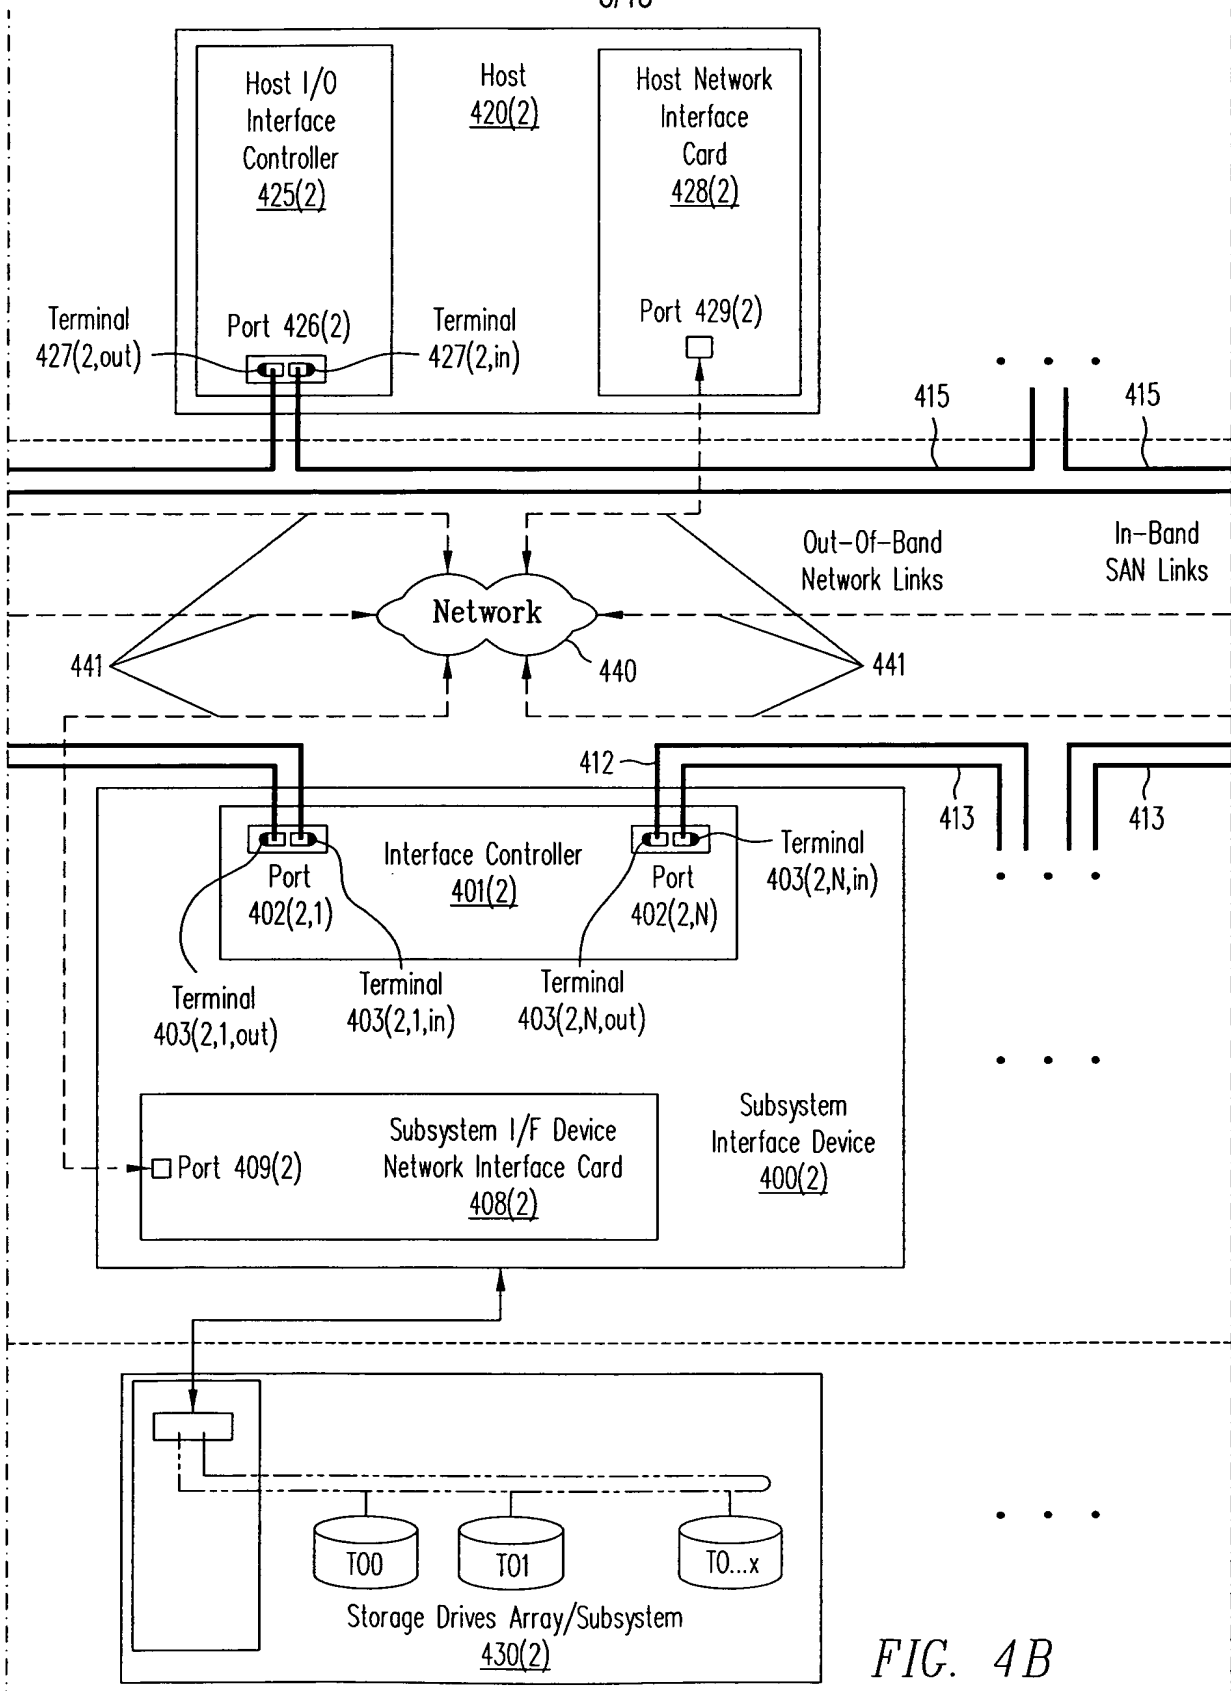 Host I/O
Interface
Controller
425(2)
Host
420(2)
Host Network
Interface
Card
428(2)
Terminal
427(2,out)
Port 426(2)
Terminal
427(2,in)
Port 429(2)
415
415
Out-Of-Band
Network Links
In-Band
SAN Links
Network
441
440
441
412
413
413
Interface Controller
401(2)
Port
402(2,1)
Port
402(2,N)
Terminal
403(2,N,in)
Terminal
403(2,1,out)
Terminal
403(2,1,in)
Terminal
403(2,N,out)
Subsystem I/F Device
Network Interface Card
408(2)
Port 409(2)
Subsystem
Interface Device
400(2)
TOO
TO1
TO...x
Storage Drives Array/Subsystem
430(2)
FIG. 4B